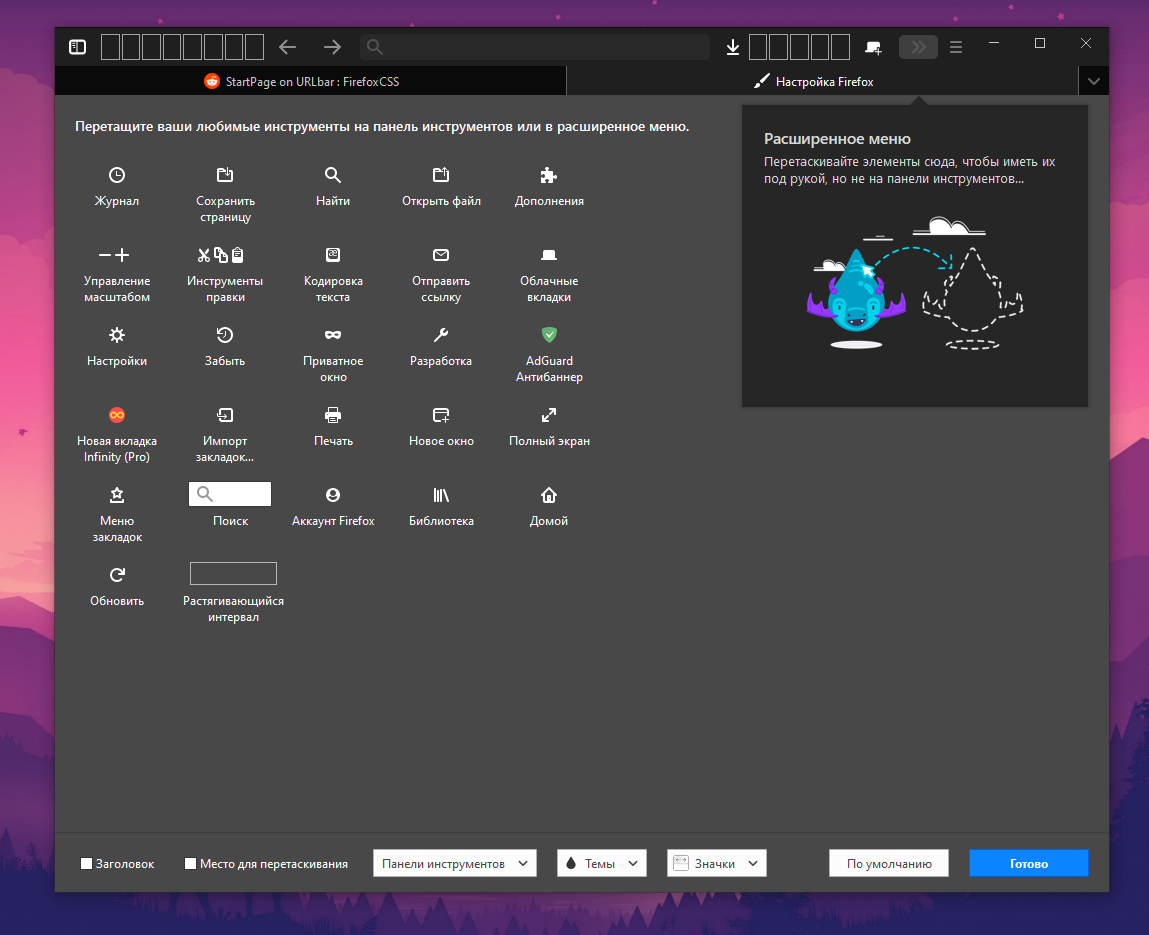 StartPage on URLbar : FirefoxCSS
Настройка Firefox
Перетащите ваши любимые инструменты на панель инструментов или в расширенное меню.
Журнал
Сохранить
страницу
Найти
Открыть файл
Дополнения
Управление
масштабом
Инструменты
правки
Кодировка
текста
Отправить
ссылку
Облачные
вкладки
Настройки
Забыть
Приватное
окно
Разработка
AdGuard
Антибаннер
Новая вкладка
Infinity (Pro)
Импорт
закладок...
Печать
Новое окно
Полный экран
Меню
закладок
Поиск
Аккаунт Firefox
Библиотека
Домой
Обновить
Растягивающийся
интервал
Расширенное меню
Перетаскивайте элементы сюда, чтобы иметь их
под рукой, но не на панели инструментов...
Заголовок
Место для перетаскивания
Панели инструментов
Темы
Значки
По умолчанию
Готово